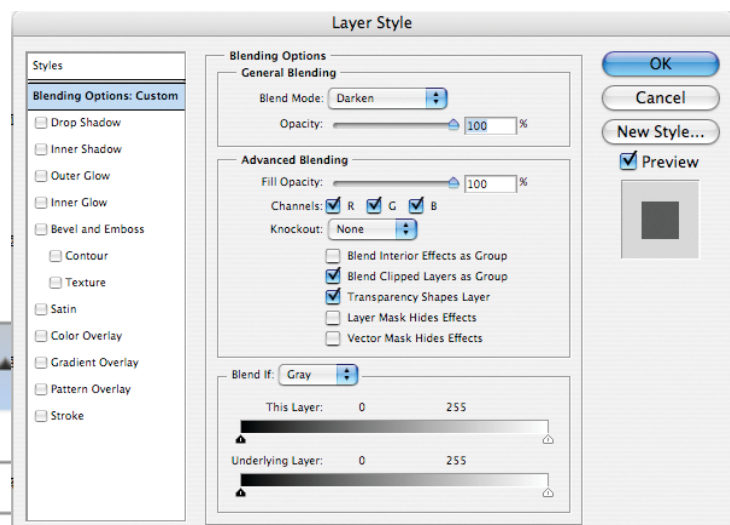 Layer Style
Styles
Blending Options: Custom
Drop Shadow
Inner Shadow
Outer Glow
Inner Glow
Bevel and Emboss
Contour
Texture
Satin
Color Overlay
Gradient Overlay
Pattern Overlay
Stroke
Blending Options
General Blending
Blend Mode: Darken
Opacity: 100 %
Advanced Blending
Fill Opacity: 100 %
Channels: R G B
Knockout: None
Blend Interior Effects as Group
Blend Clipped Layers as Group
Transparency Shapes Layer
Layer Mask Hides Effects
Vector Mask Hides Effects
Blend If: Gray
This Layer: 0 255
Underlying Layer: 0 255
OK
Cancel
New Style...
Preview